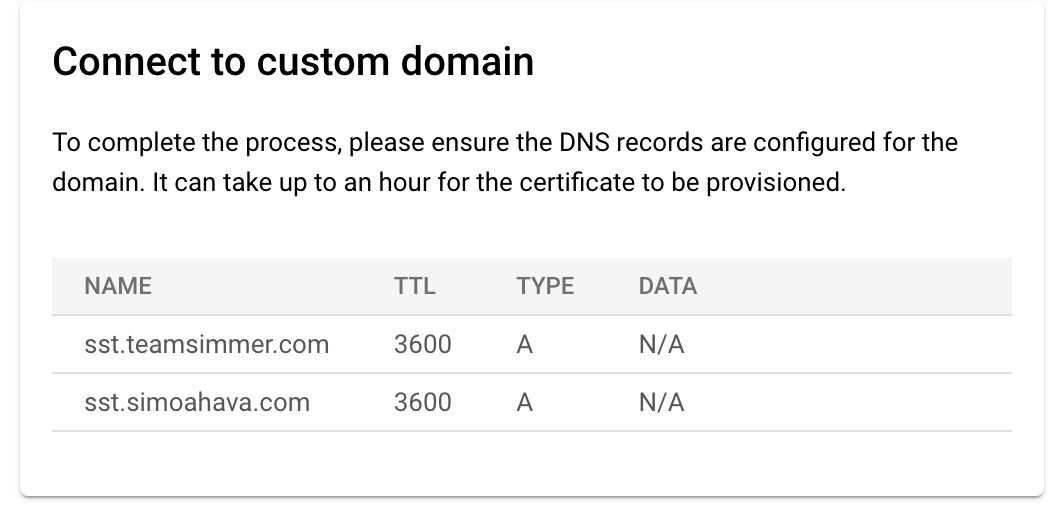 Connect to custom domain
To complete the process, please ensure the DNS records are configured for the
domain. It can take up to an hour for the certificate to be provisioned.
NAME TTL TYPE DATA
sst.teamsimmer.com 3600 A N/A
sst.simoahava.com 3600 A N/A